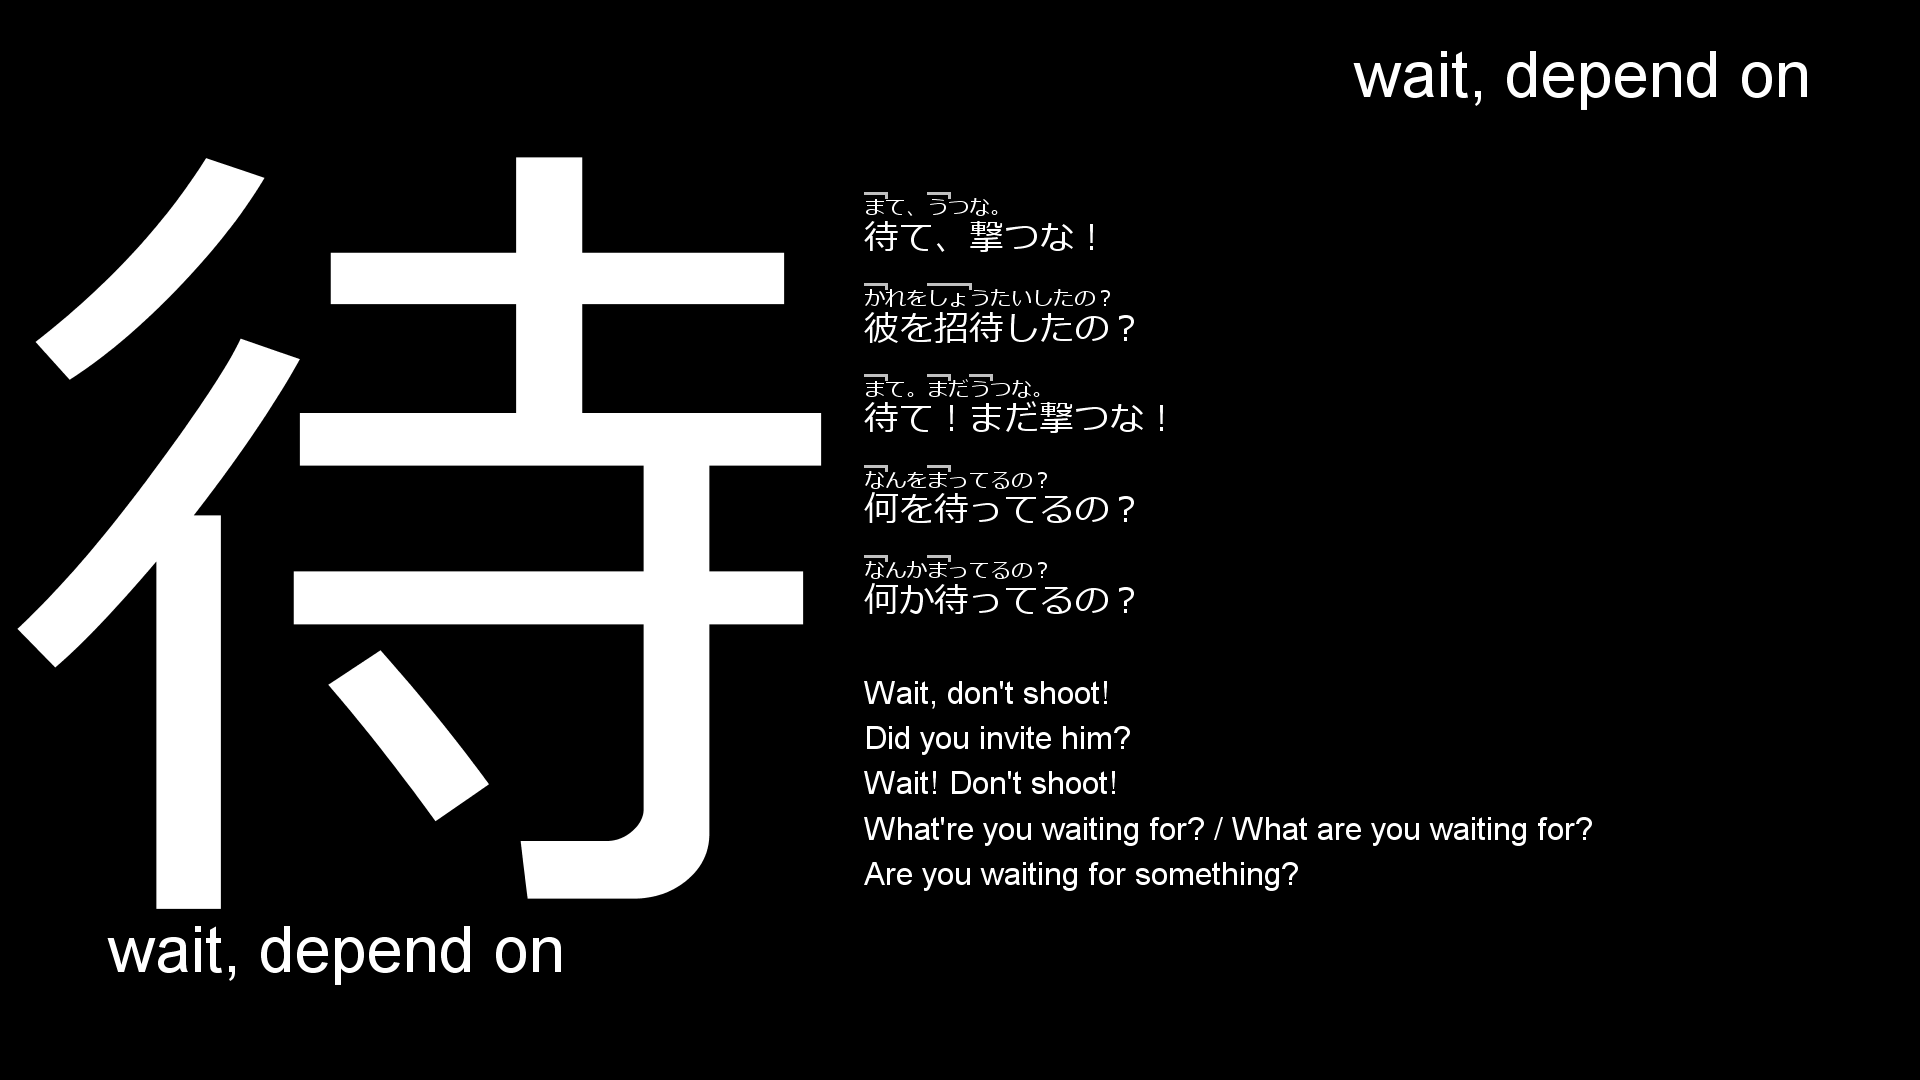 wait, depend on
待
まて、うつな。
待て、撃つな！
かれをしょうたいしたの？
彼を招待したの？
まて。まだうつな。
待て！まだ撃つな！
なんをまってるの？
何を待ってるの？
なんかまってるの？
何か待ってるの？
Wait, don't shoot!
Did you invite him?
Wait! Don't shoot!
What're you waiting for? / What are you waiting for?
Are you waiting for something?
wait, depend on